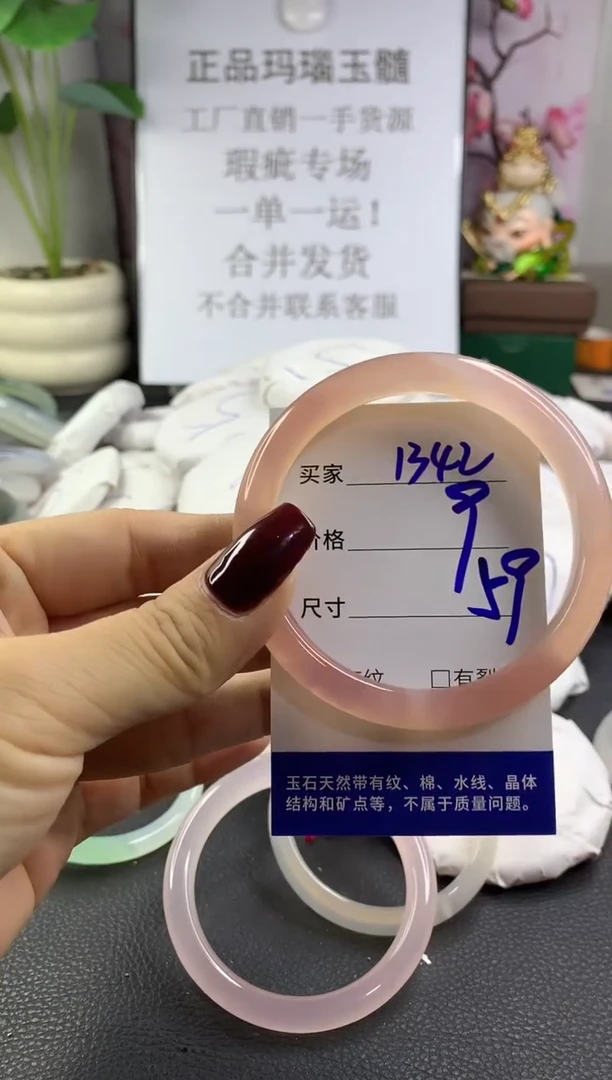 正品玛瑙玉髓
工厂直销一手货源
瑕疵专场
一单一运!
合并发货
不合并联系客服
买家 1342
价格 9
尺寸 59
纹 □有裂
玉石天然带有纹、棉、水线、晶体
结构和矿点等，不属于质量问题。